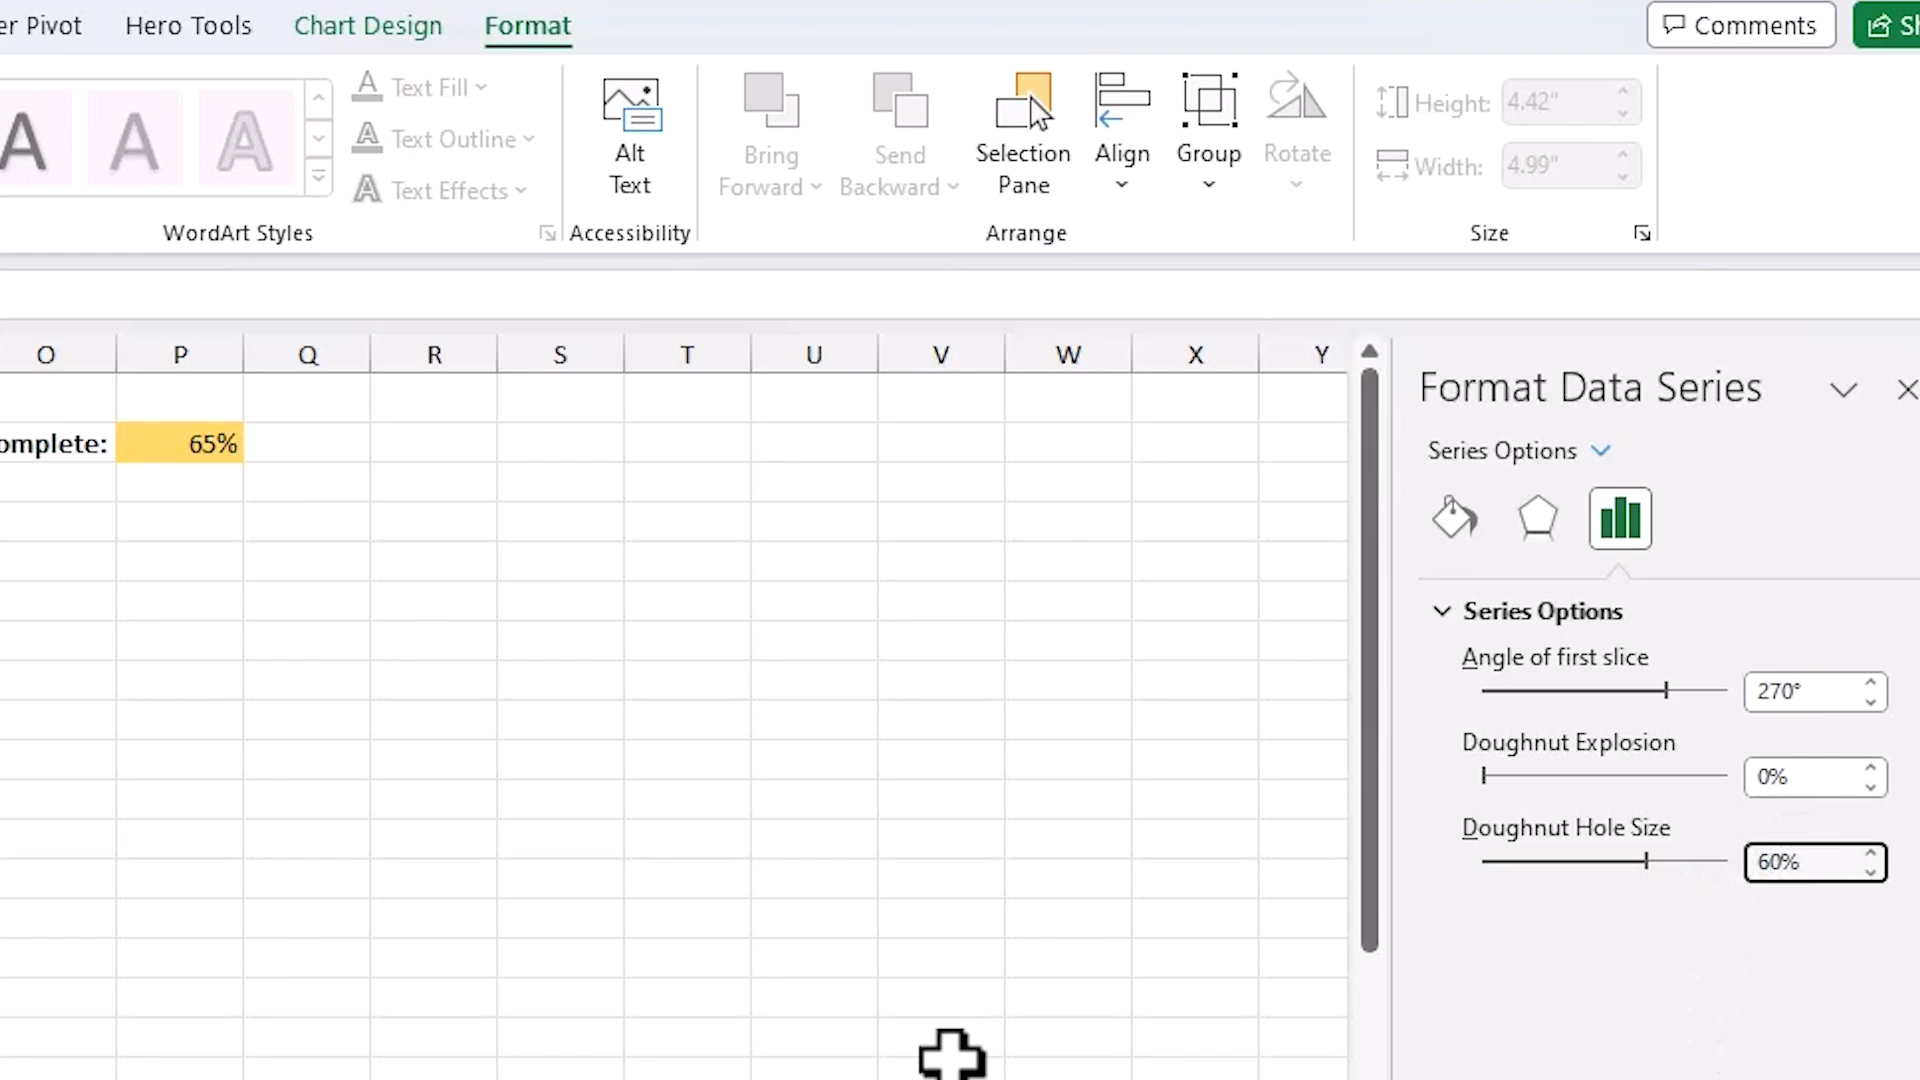 er Pivot Hero Tools Chart Design Format Comments Sh
A A A
Text Fill
Text Outline
Text Effects
WordArt Styles
Alt Text
Accessibility
Bring Forward
Send Backward
Selection Pane
Align
Group
Rotate
Arrange
Height: 4.42"
Width: 4.99"
Size
O P Q R S T U V W X Y
omplete: 65%
Format Data Series
Series Options
Series Options
Angle of first slice
270°
Doughnut Explosion
0%
Doughnut Hole Size
60%